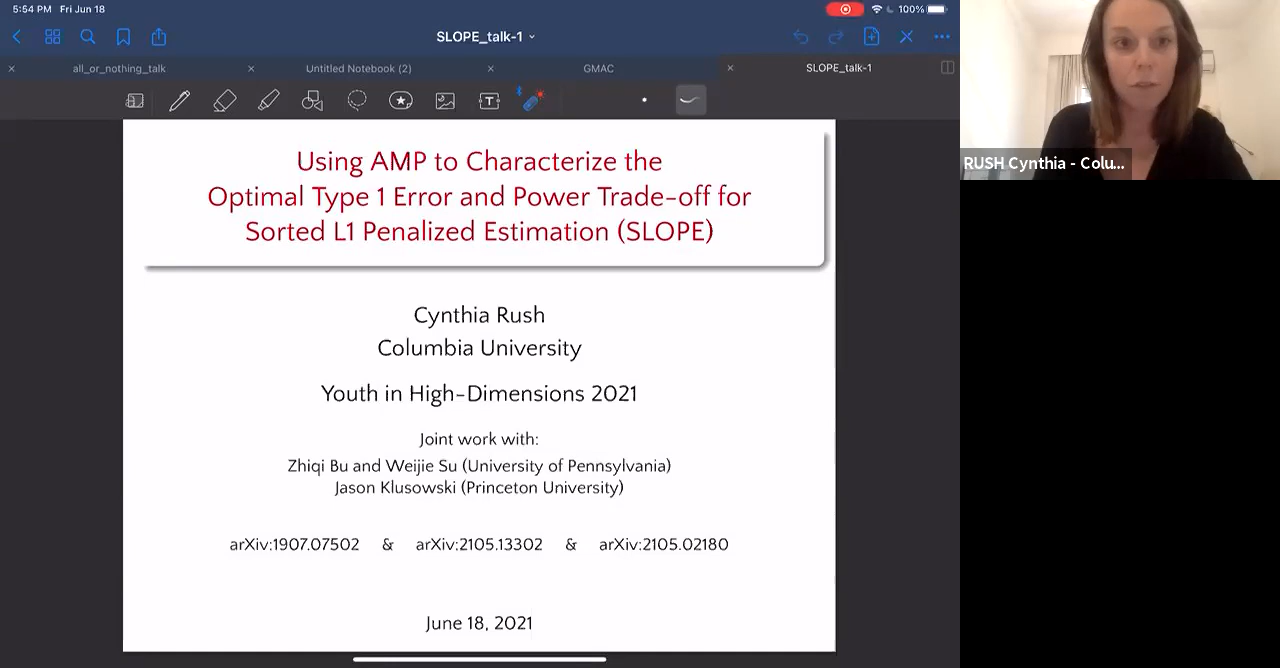 5:54 PM Fri Jun 18
100%
SLOPE_talk-1
all_or_nothing_talk
Untitled Notebook (2)
GMAC
SLOPE_talk-1
T
Using AMP to Characterize the
Optimal Type 1 Error and Power Trade-off for
Sorted L1 Penalized Estimation (SLOPE)
Cynthia Rush
Columbia University
Youth in High-Dimensions 2021
Joint work with:
Zhiqi Bu and Weijie Su (University of Pennsylvania)
Jason Klusowski (Princeton University)
arXiv:1907.07502 & arXiv:2105.13302 & arXiv:2105.02180
June 18, 2021
RUSH Cynthia - Colu...